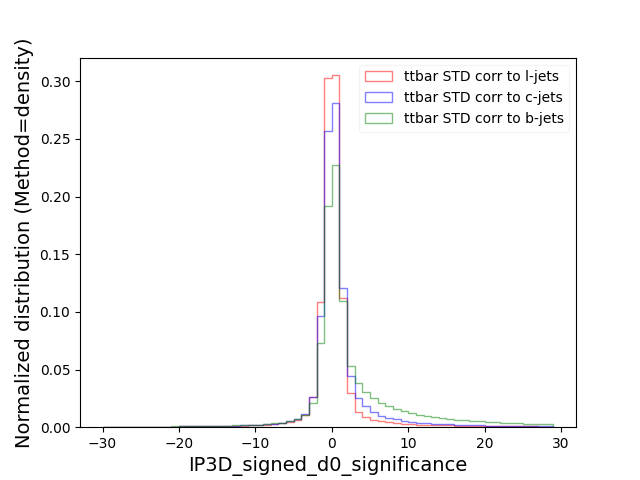 ttbar STD corr to l-jets
ttbar STD corr to c-jets
ttbar STD corr to b-jets
Normalized distribution (Method=density)
0.30
0.25
0.20
0.15
0.10
0.05
0.00
−30
−20
−10
0
10
20
30
IP3D_signed_d0_significance